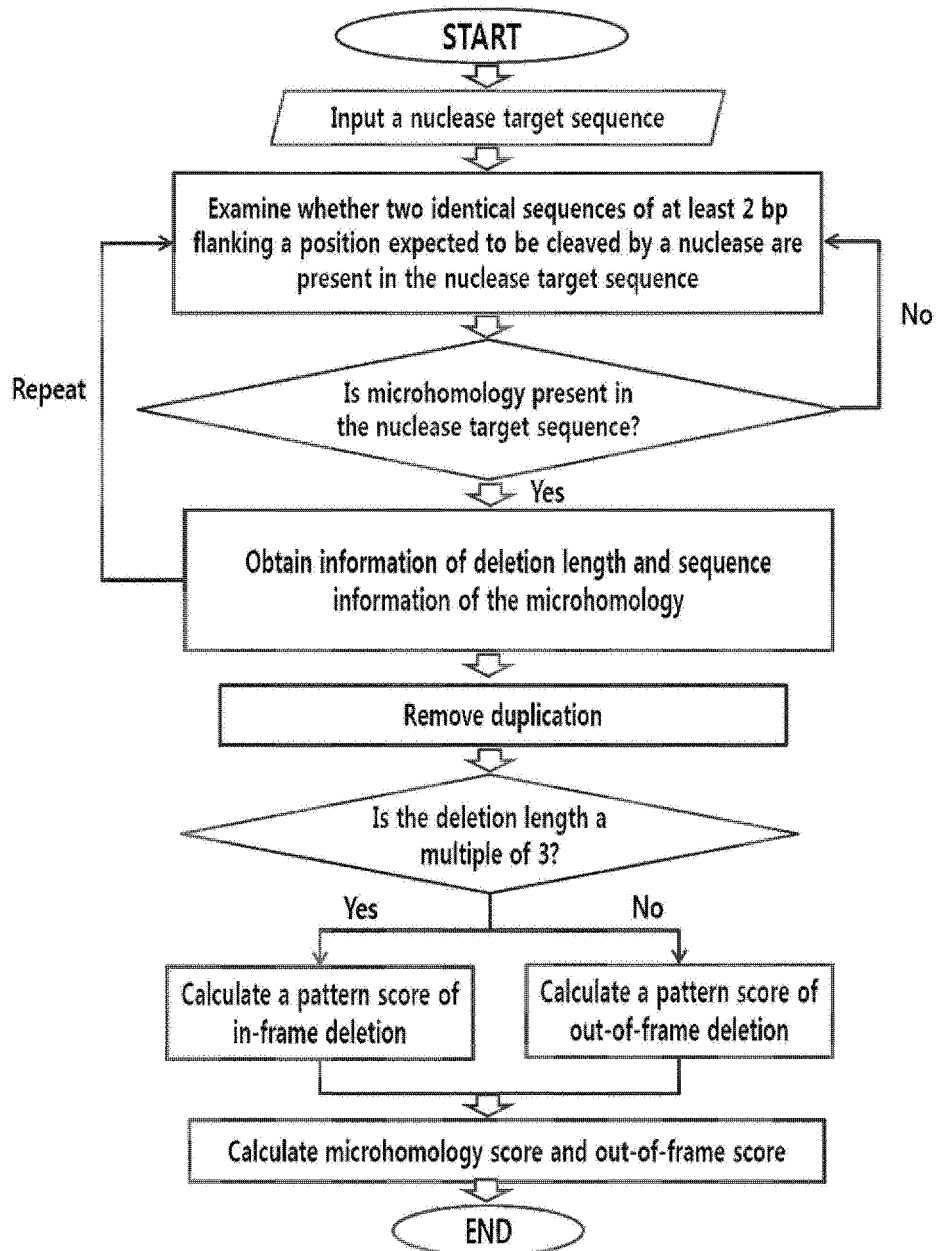 START
Input a nuclease target sequence
Examine whether two identical sequences of at least 2 bp
flanking a position expected to be cleaved by a nuclease are
present in the nuclease target sequence
No
Repeat
Is microhomology present in
the nuclease target sequence?
Yes
Obtain information of deletion length and sequence
information of the microhomology
Remove duplication
Is the deletion length a
multiple of 3?
Yes
No
Calculate a pattern score of
in-frame deletion
Calculate a pattern score of
out-of-frame deletion
Calculate microhomology score and out-of-frame score
END